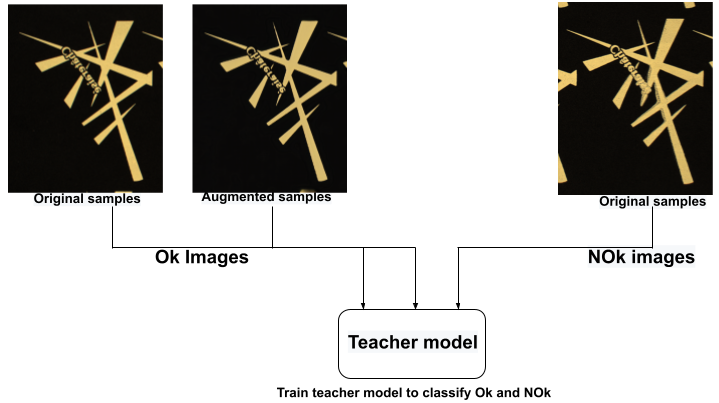 Original samples
Augmented samples
Original samples
Ok Images
NOk images
Teacher model
Train teacher model to classify Ok and NOk